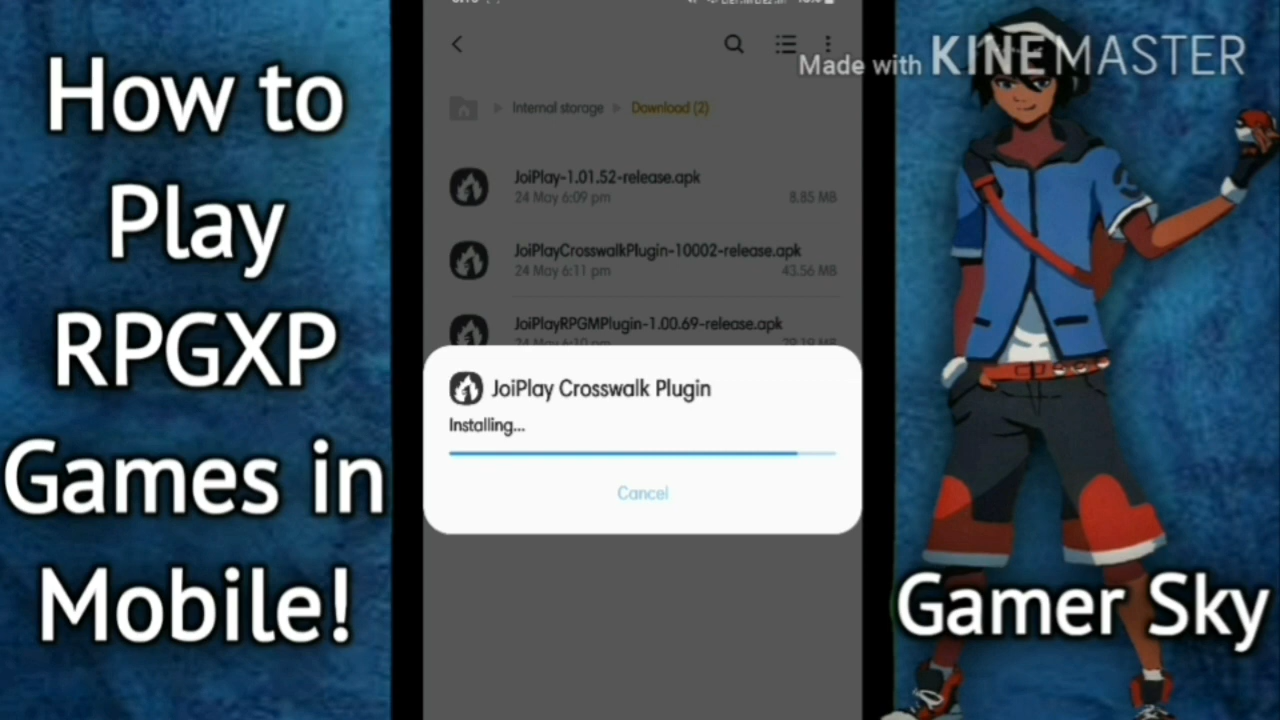 How to
Play
RPGXP
Games in
Mobile!
Made with KINEMASTER
Internal storage
Download (2)
JoiPlay-1.01.52-release.apk
24 May 6:09 pm
8.85 MB
JoiPlayCrosswalkPlugin-10002-release.apk
24 May 6:11 pm
43.56 MB
JoiPlayRPGMPlugin-1.00.69-release.apk
JoiPlay Crosswalk Plugin
Installing...
Cancel
Gamer Sky